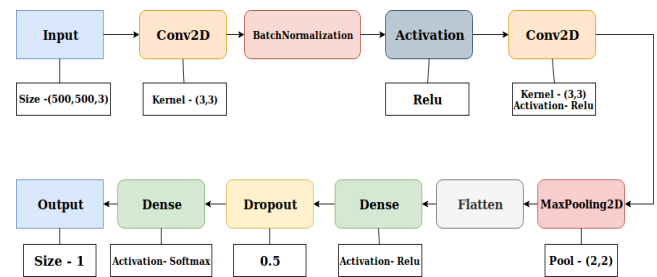 Input
Conv2D
BatchNormalization
Activation
Conv2D
Size -(500,500,3)
Kernel - (3,3)
Relu
Kernel - (3,3)
Activation- Relu
Output
Dense
Dropout
Dense
Flatten
MaxPooling2D
Size - 1
Activation- Softmax
0.5
Activation- Relu
Pool - (2,2)